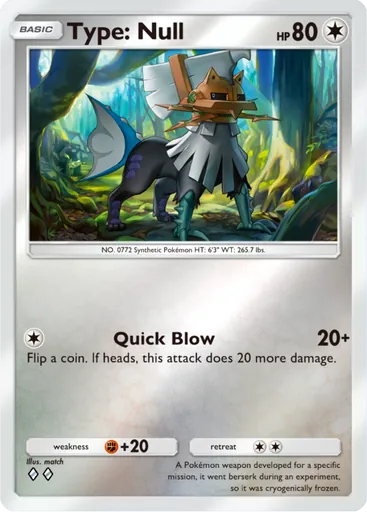 BASIC Type: Null HP 80
NO. 0772 Synthetic Pokémon HT: 6'3" WT: 265.7 lbs.
Quick Blow 20+
Flip a coin. If heads, this attack does 20 more damage.
weakness +20 retreat
Illus. match
A Pokémon weapon developed for a specific
mission, it went berserk during an experiment,
so it was cryogenically frozen.